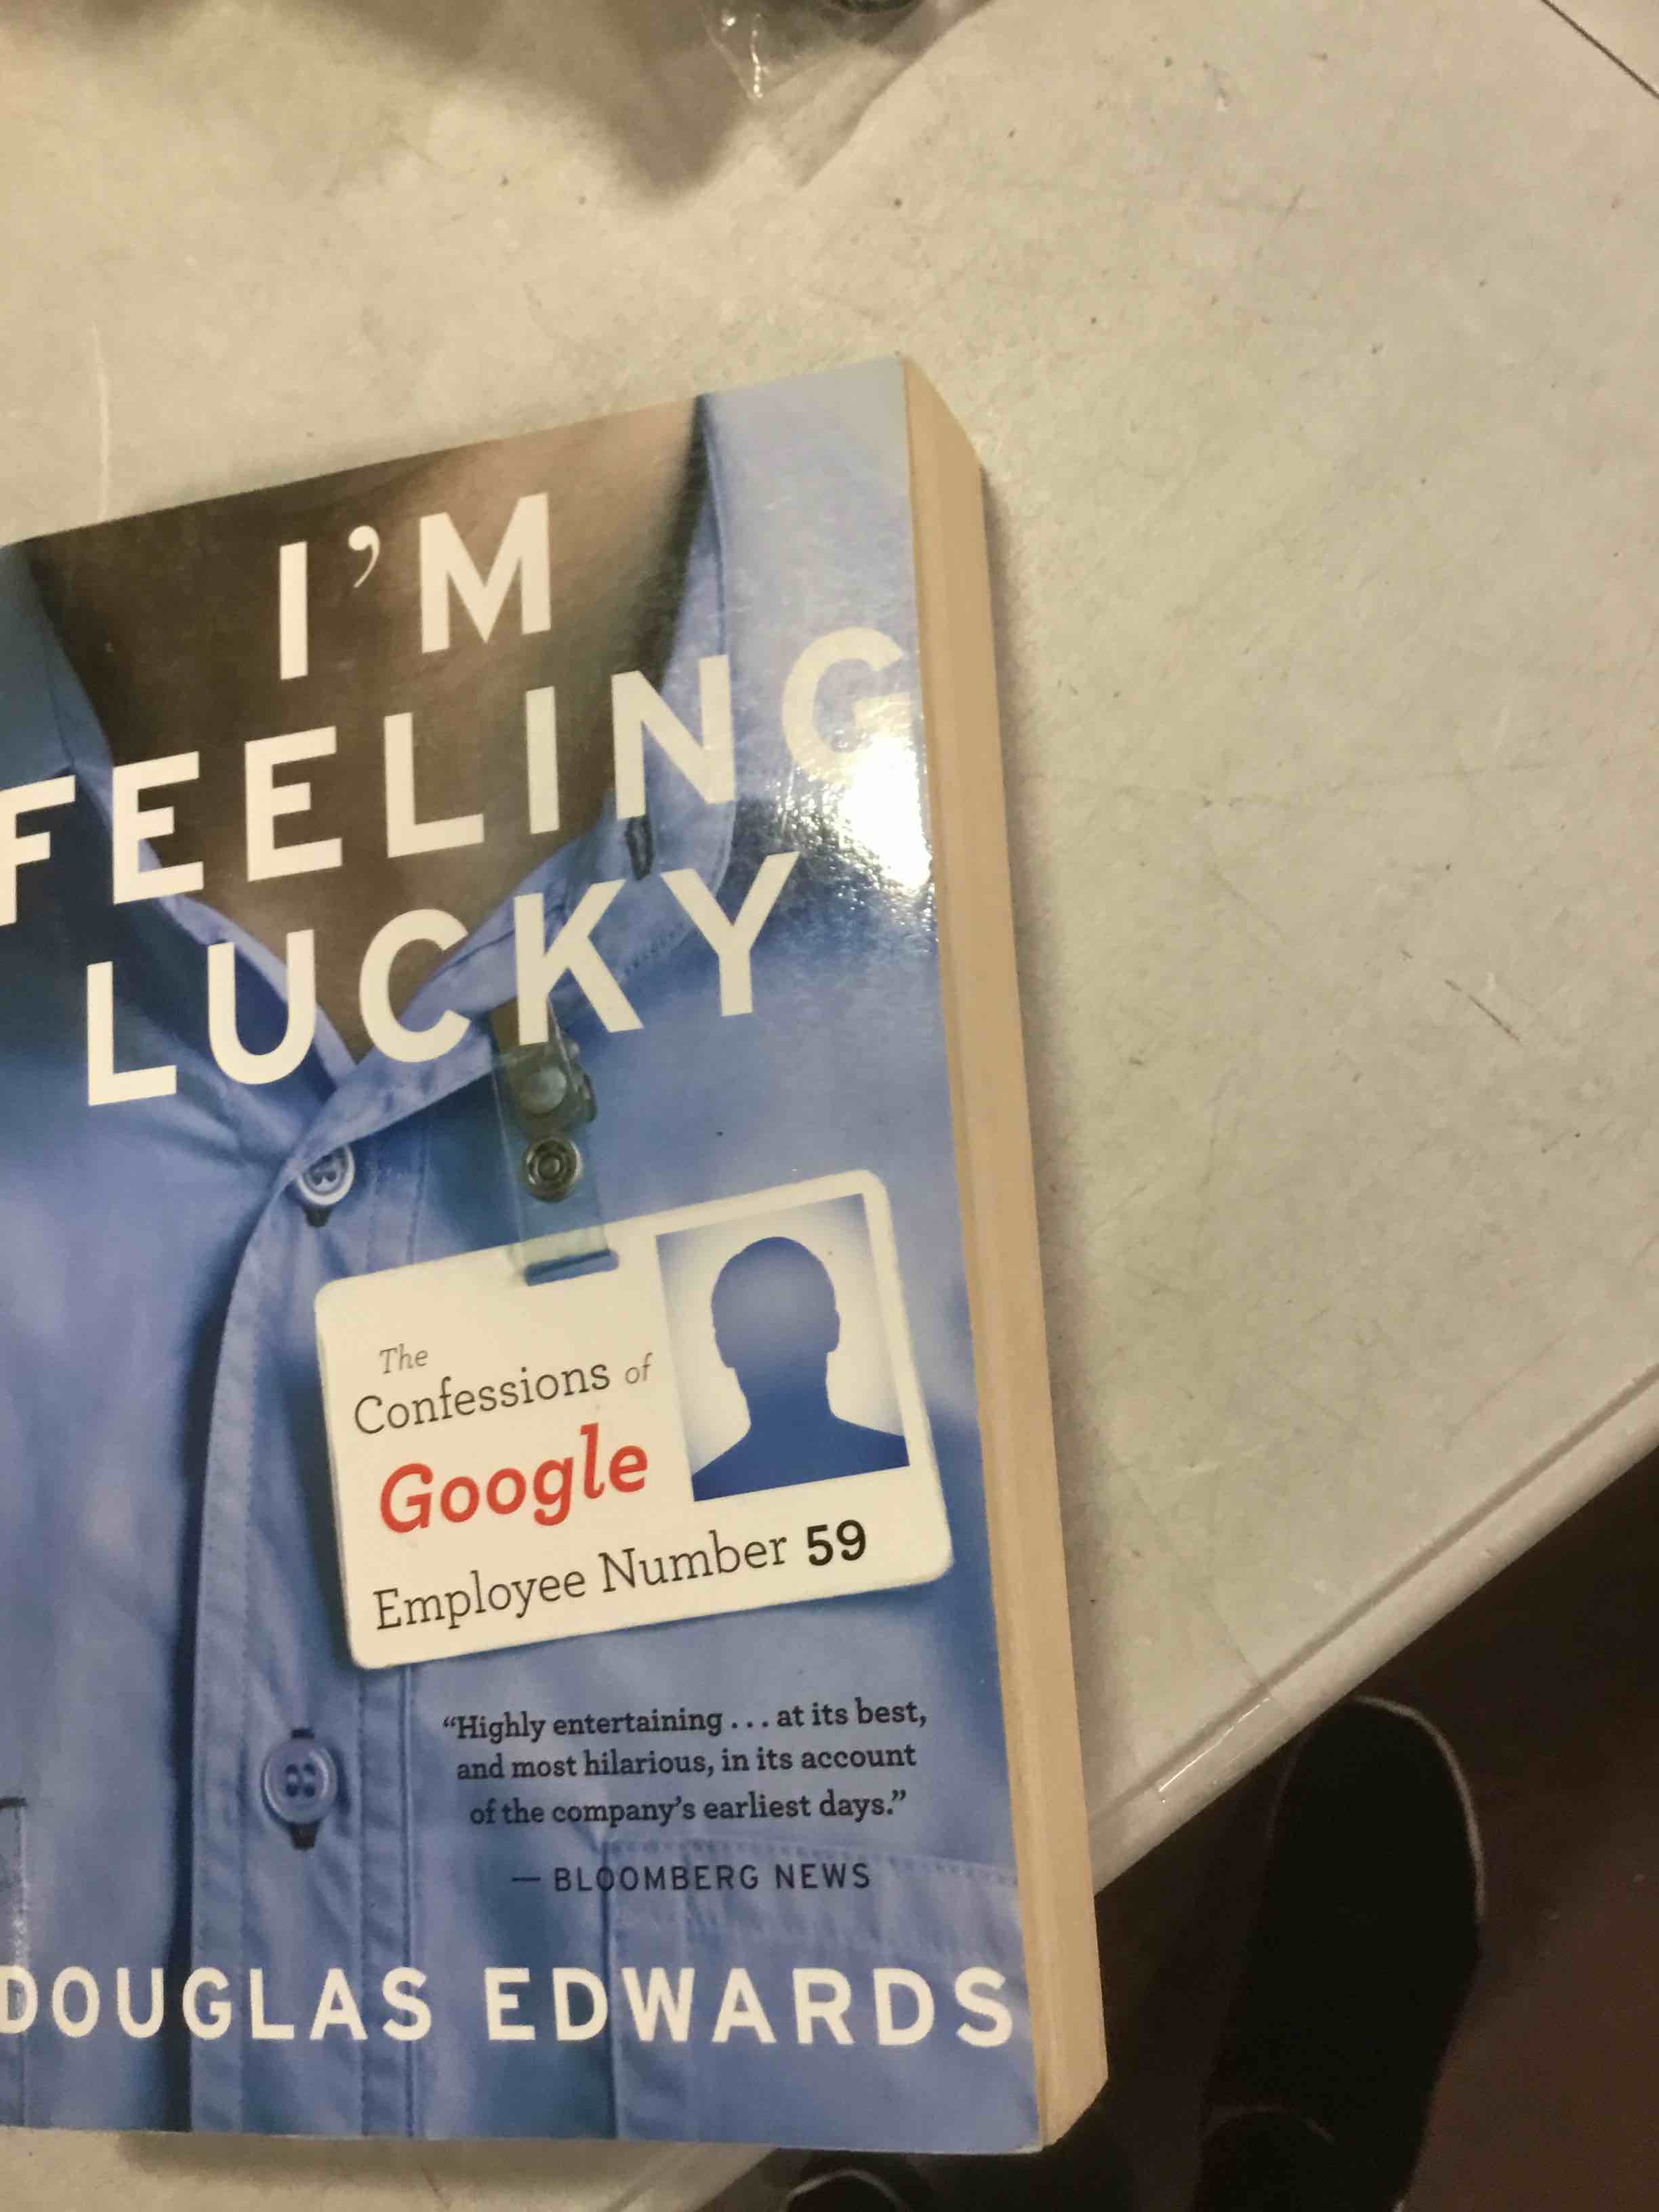 I'M
FEELING
LUCKY
The
Confessions of
Google
Employee Number 59
“Highly entertaining . . . at its best,
and most hilarious, in its account
of the company's earliest days.”
— BLOOMBERG NEWS
DOUGLAS EDWARDS